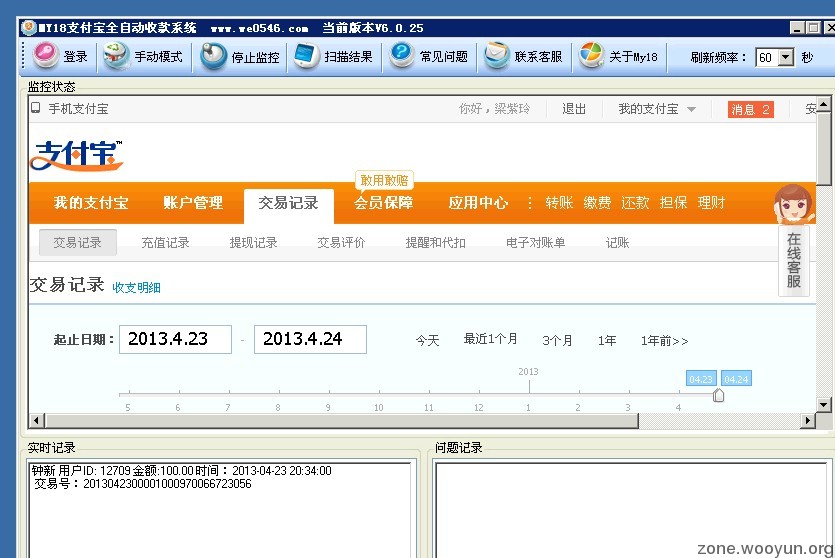 MY18支付宝全自动收款系统 www.we0546.com 当前版本V6.0.25
登录 手动模式 停止监控 扫描结果 常见问题 联系客服 关于My18 刷新频率： 60 秒
监控状态
手机支付宝 你好，梁紫玲 退出 我的支付宝 消息 2 安
支付宝™
敢用敢赔
我的支付宝 账户管理 交易记录 会员保障 应用中心 转账 缴费 还款 担保 理财
交易记录 充值记录 提现记录 交易评价 提醒和代扣 电子对账单 记账
在线客服
交易记录 收支明细
起止日期： 2013.4.23 - 2013.4.24 今天 最近1个月 3个月 1年 1年前>>
2013
04.23 04.24
5 6 7 8 9 10 11 12 1 2 3 4
实时记录 问题记录
钟新 用户ID: 12709 金额:100.00 时间：2013-04-23 20:34:00
交易号：2013042300001000970066723056
zone.wooyun.org